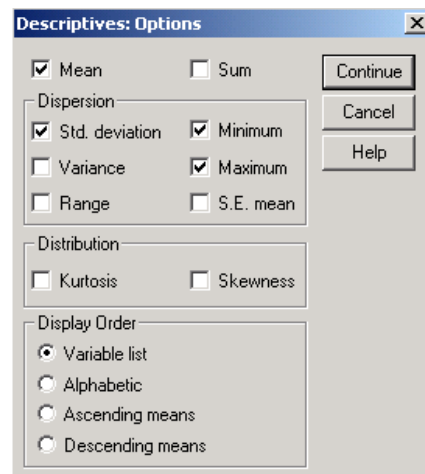 Descriptives: Options
Mean
Sum
Continue
Cancel
Help
Dispersion
Std. deviation
Minimum
Variance
Maximum
Range
S.E. mean
Distribution
Kurtosis
Skewness
Display Order
Variable list
Alphabetic
Ascending means
Descending means